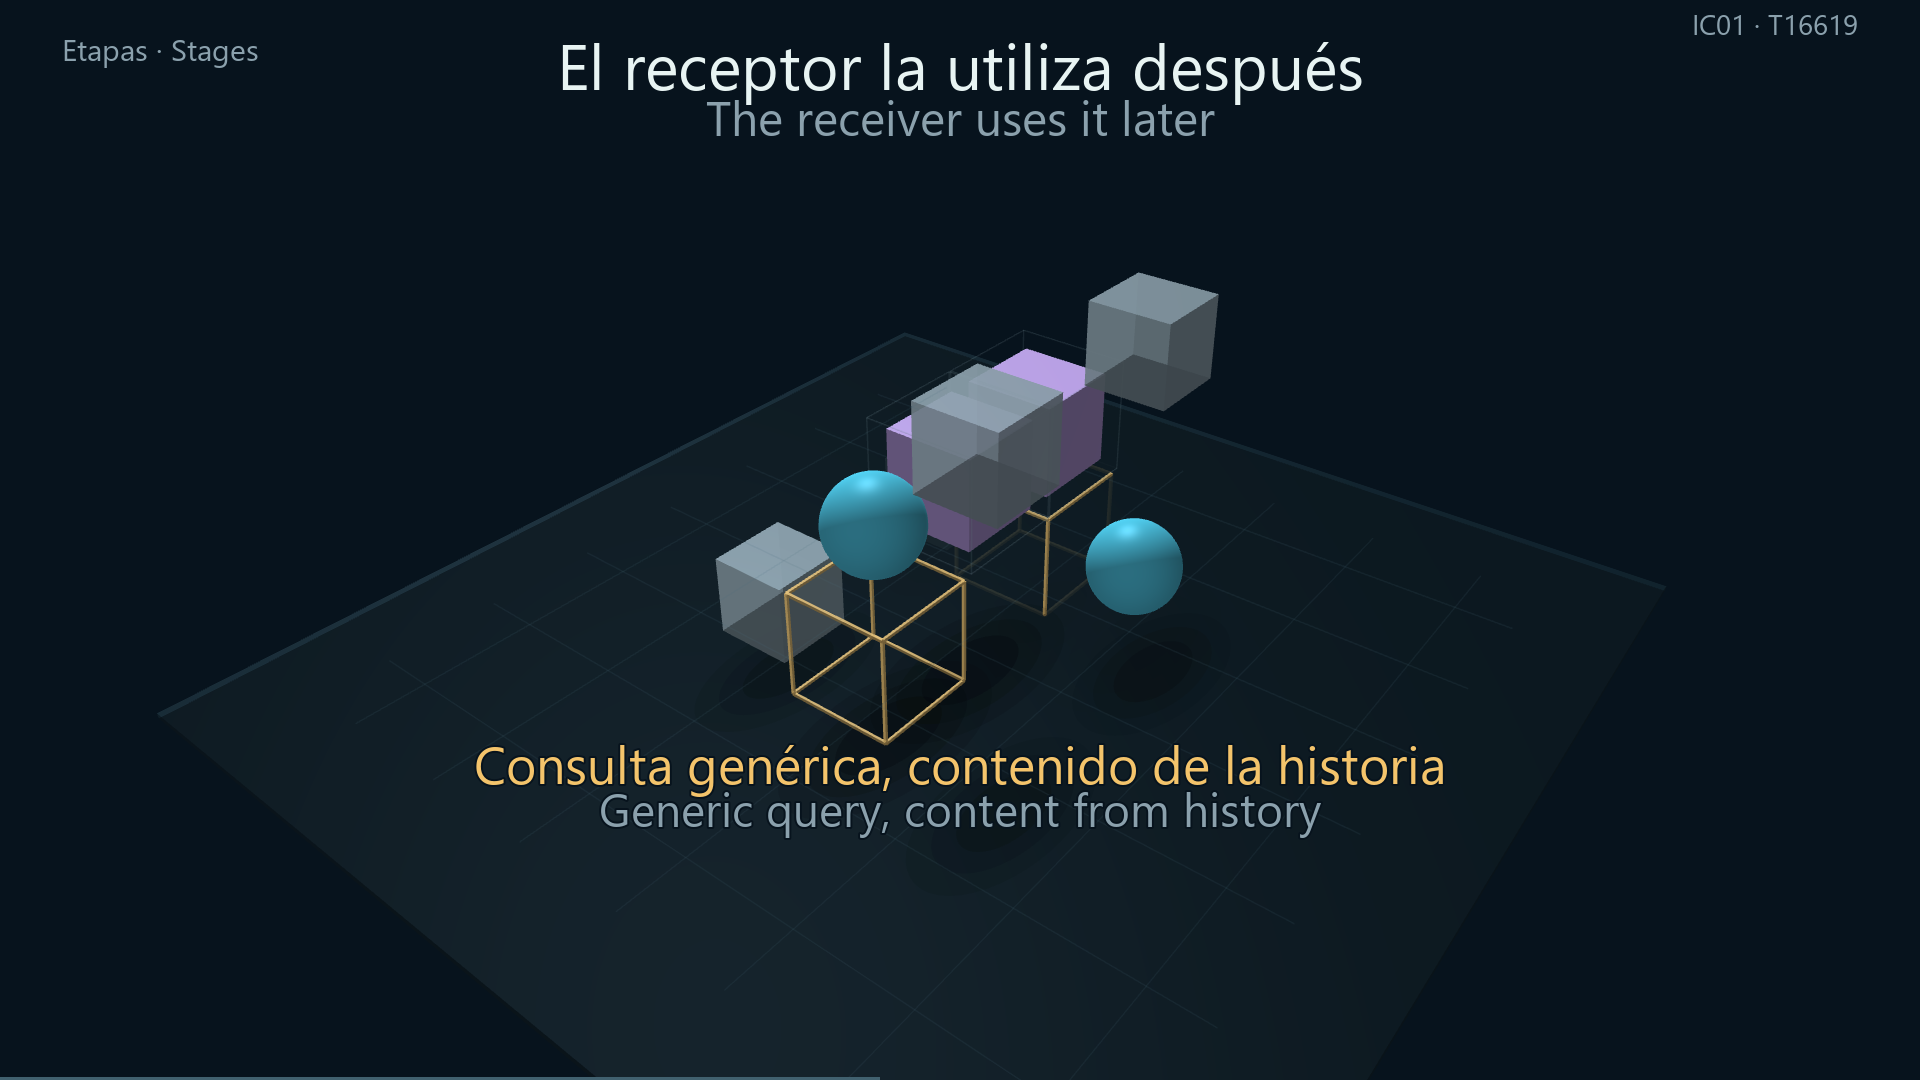 Etapas · Stages
IC01 · T16619
El receptor la utiliza después
The receiver uses it later
Consulta genérica, contenido de la historia
Generic query, content from history